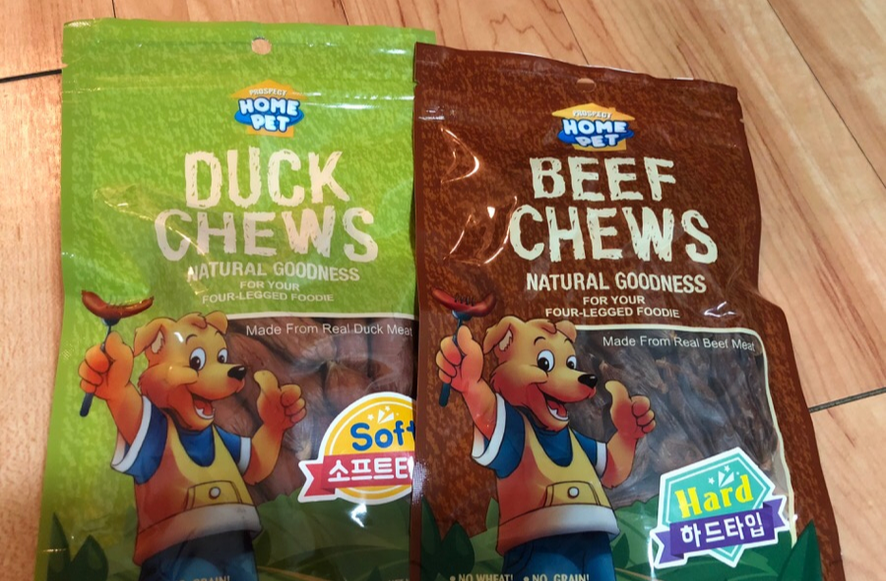 PROSPECT
HOME
PET
DUCK
CHEWS
NATURAL GOODNESS
FOR YOUR
FOUR-LEGGED FOODIE
Made From Real Duck Meat
Soft
소프트
GRAIN!
PROSPECT
HOME
PET
BEEF
CHEWS
NATURAL GOODNESS
FOR YOUR
FOUR-LEGGED FOODIE
Made From Real Beef Meat
Hard
하드타입
• NO WHEAT! • NO GRAIN!